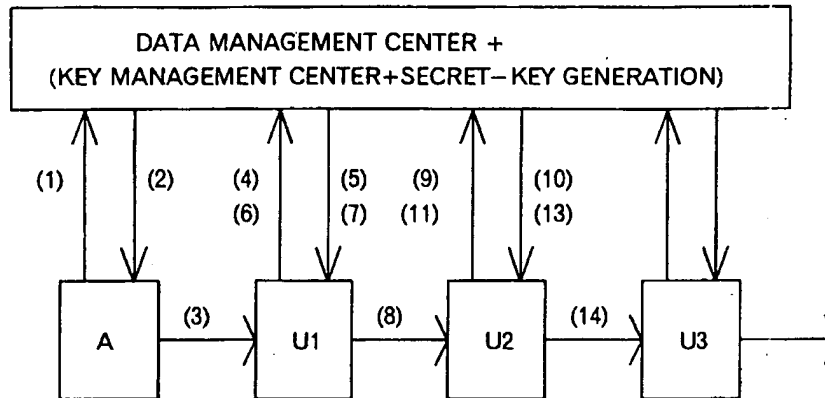 DATA MANAGEMENT CENTER +
(KEY MANAGEMENT CENTER+SECRET-KEY GENERATION)
(1) (2) (4) (5) (9) (10)
(6) (7) (11) (13)
A (3) U1 (8) U2 (14) U3